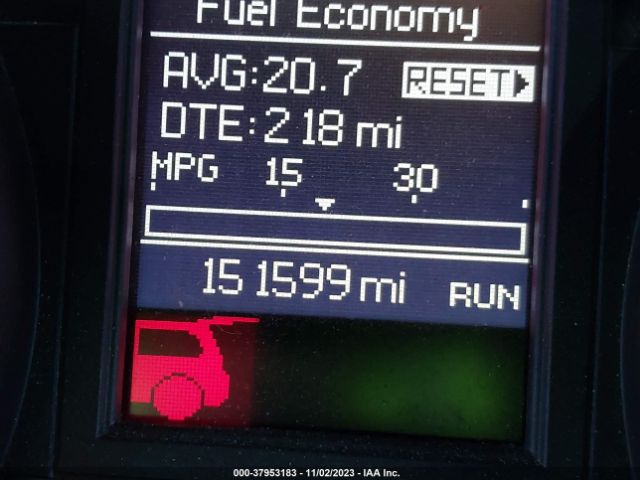 Fuel Economy
AVG:20.7 RESET
DTE:218 mi
MPG 15 30
151599 mi RUN
000-37953183 - 11/02/2023 - IAA Inc.